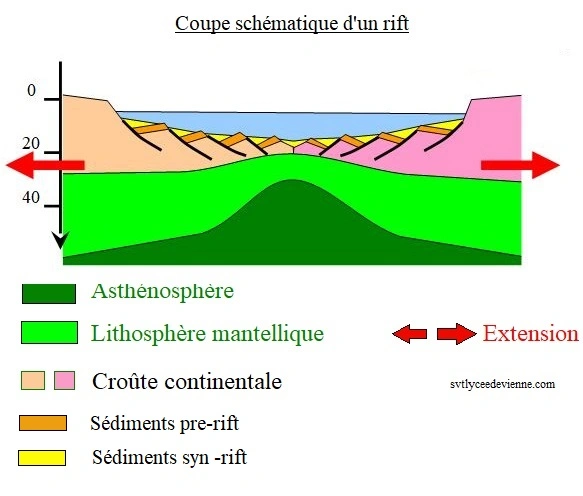 Coupe schématique d'un rift
0
20
40
Asthénosphère
Lithosphère mantellique
Extension
Croûte continentale
svtlyceedevienne.com
Sédiments pre-rift
Sédiments syn -rift